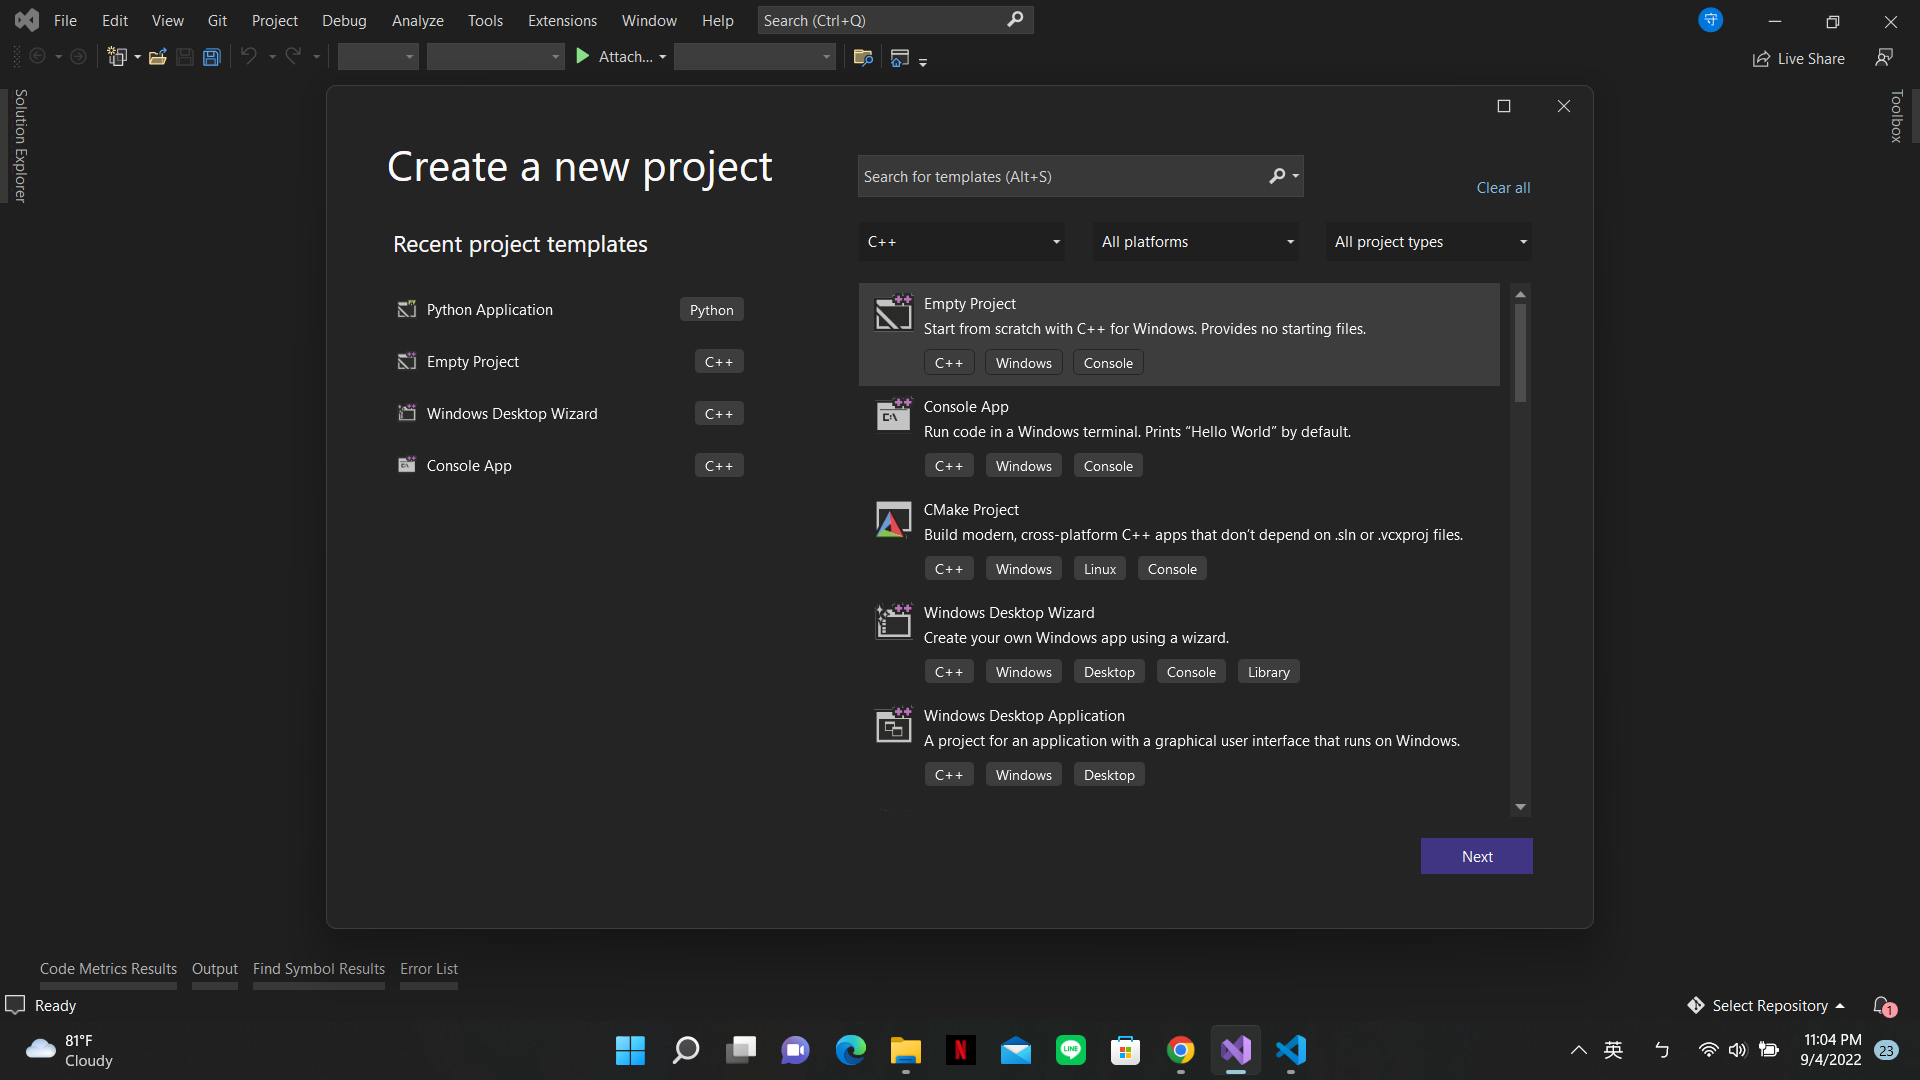 File Edit View Git Project Debug Analyze Tools Extensions Window Help Search (Ctrl+Q) 守
Attach... Live Share
Solution Explorer
Toolbox
Create a new project
Search for templates (Alt+S)
Clear all
C++ All platforms All project types
Recent project templates
Python Application Python
Empty Project C++
Windows Desktop Wizard C++
Console App C++
Empty Project
Start from scratch with C++ for Windows. Provides no starting files.
C++ Windows Console
Console App
Run code in a Windows terminal. Prints “Hello World” by default.
C++ Windows Console
CMake Project
Build modern, cross-platform C++ apps that don’t depend on .sln or .vcxproj files.
C++ Windows Linux Console
Windows Desktop Wizard
Create your own Windows app using a wizard.
C++ Windows Desktop Console Library
Windows Desktop Application
A project for an application with a graphical user interface that runs on Windows.
C++ Windows Desktop
Next
Code Metrics Results Output Find Symbol Results Error List
Ready Select Repository 1
81°F
Cloudy
N LINE 英 ㄅ
11:04 PM
9/4/2022 23